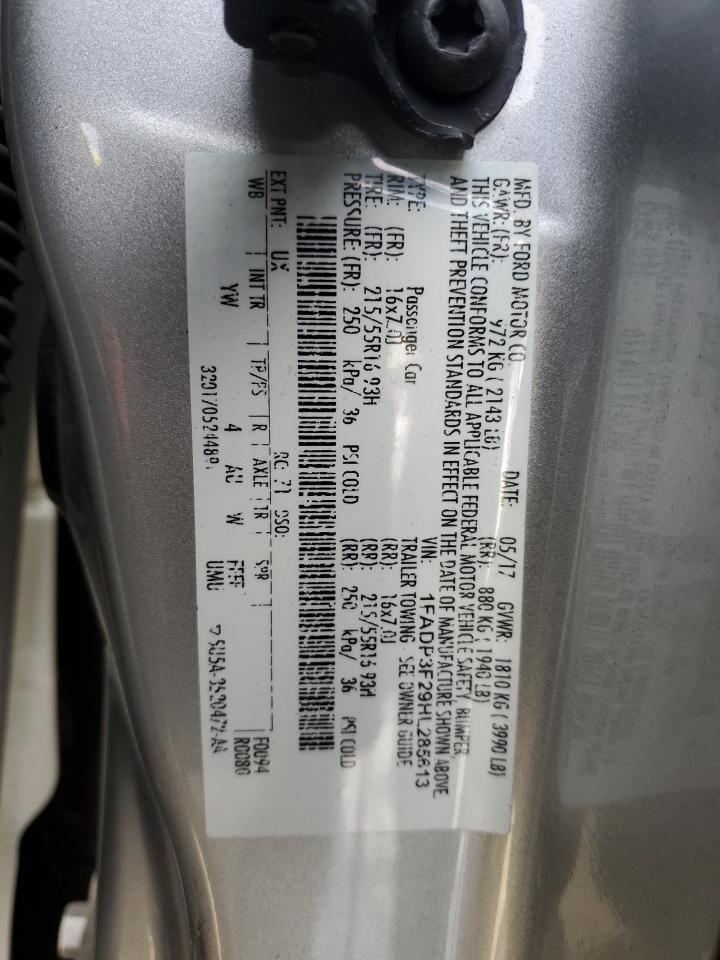 MFD. BY FORD MOTOR CO.
DATE: 05/17 GVWR: 1810 KG ( 3990 LB)
GAWR: (FR): 972 KG ( 2143 LB) (RR): 880 KG ( 1940 LB)
THIS VEHICLE CONFORMS TO ALL APPLICABLE FEDERAL MOTOR VEHICLE SAFETY, BUMPER,
AND THEFT PREVENTION STANDARDS IN EFFECT ON THE DATE OF MANUFACTURE SHOWN ABOVE.
VIN: 1FADP3F29HL285613
TYPE: Passenger Car TRAILER TOWING - SEE OWNER GUIDE
RIM: (FR): 16x7.0J (RR): 16x7.0J
TIRE: (FR): 215/55R16 93H (RR): 215/55R16 93H
PRESSURE: (FR): 250 kPa/ 36 PSI COLD (RR): 250 kPa/ 36 PSI COLD
EXT PNT: UX RC: 71 DSO:
WB INT TR TP/PS R AXLE TR SPR F0094
YW 4 AU W EEEE R0080
UMU